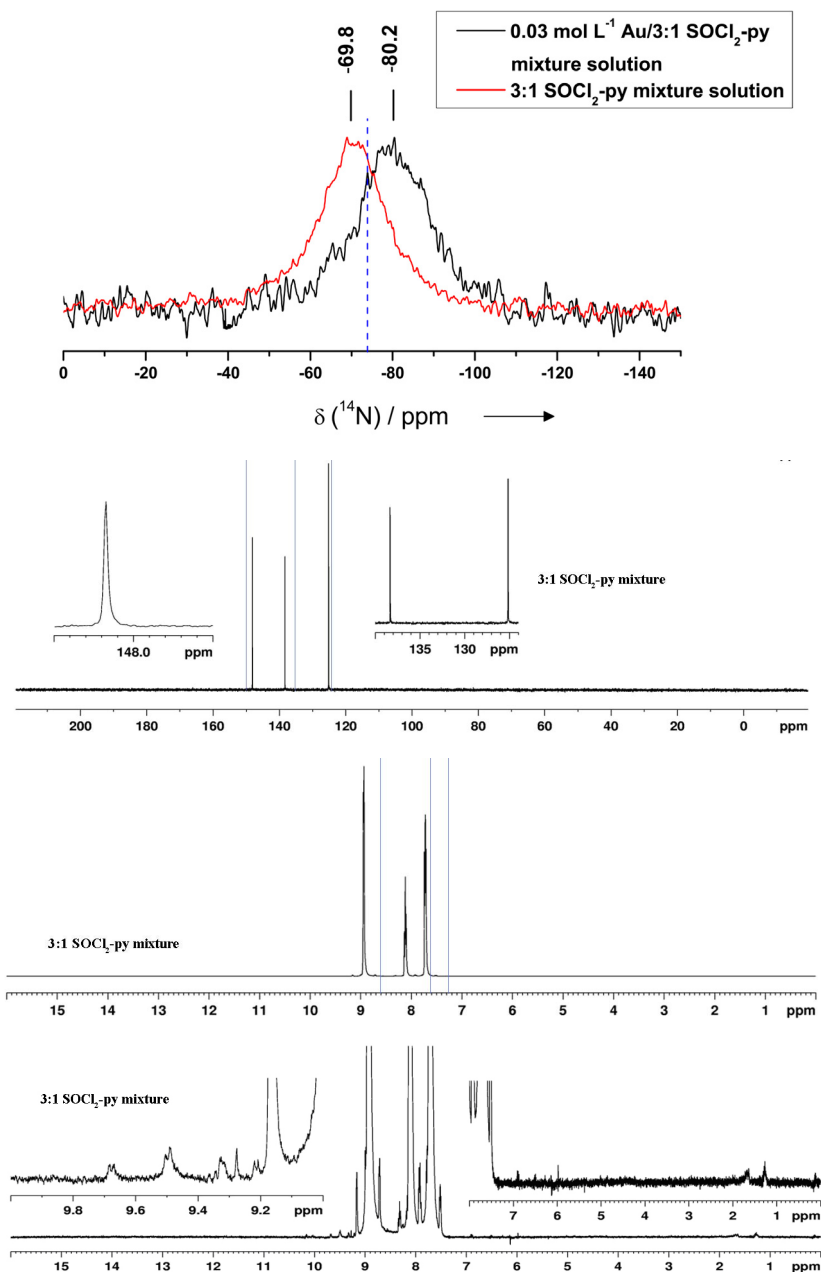 -69.8
-80.2
0.03 mol L⁻¹ Au/3:1 SOCl₂-py
mixture solution
3:1 SOCl₂-py mixture solution
0 -20 -40 -60 -80 -100 -120 -140
δ (¹⁴N) / ppm
3:1 SOCl₂-py mixture
148.0 ppm
135 130 ppm
200 180 160 140 120 100 80 60 40 20 0 ppm
3:1 SOCl₂-py mixture
15 14 13 12 11 10 9 8 7 6 5 4 3 2 1 ppm
3:1 SOCl₂-py mixture
9.8 9.6 9.4 9.2 ppm
7 6 5 4 3 2 1 ppm
15 14 13 12 11 10 9 8 7 6 5 4 3 2 1 ppm